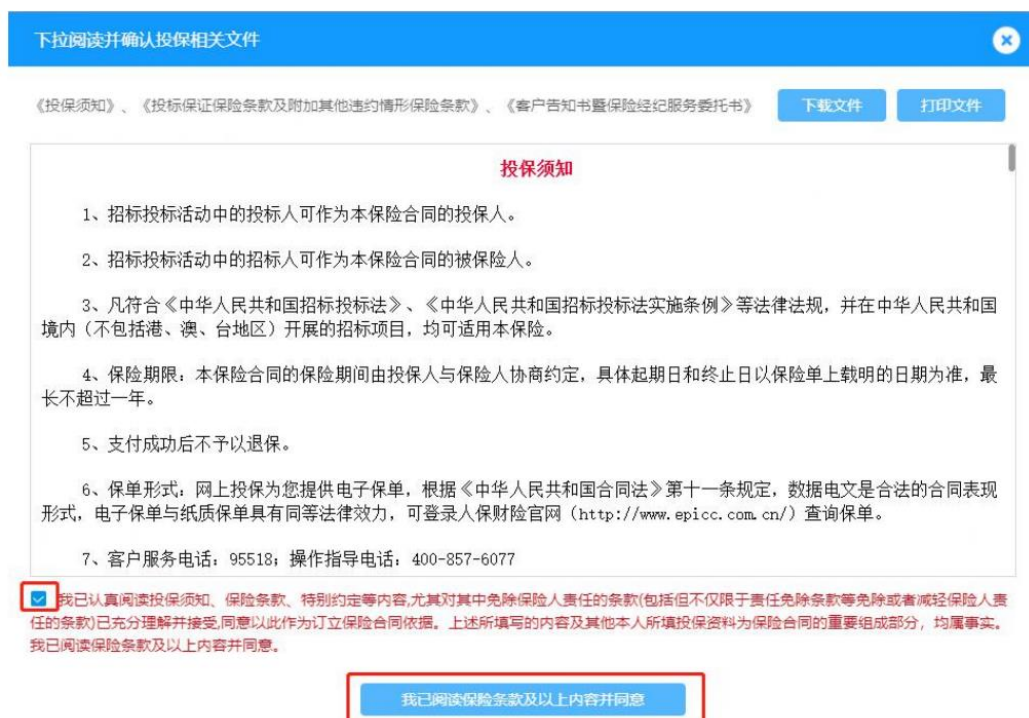 下拉阅读并确认投保相关文件
《投保须知》、《投标保证保险条款及附加其他违约情形保险条款》、《客户告知书暨保险经纪服务委托书》 下载文件 打印文件
投保须知
1、招标投标活动中的投标人可作为本保险合同的投保人。
2、招标投标活动中的招标人可作为本保险合同的被保险人。
3、凡符合《中华人民共和国招标投标法》、《中华人民共和国招标投标法实施条例》等法律法规，并在中华人民共和国
境内（不包括港、澳、台地区）开展的招标项目，均可适用本保险。
4、保险期限：本保险合同的保险期间由投保人与保险人协商约定，具体起期日和终止日以保险单上载明的日期为准，最
长不超过一年。
5、支付成功后不予以退保。
6、保单形式：网上投保为您提供电子保单，根据《中华人民共和国合同法》第十一条规定，数据电文是合法的合同表现
形式，电子保单与纸质保单具有同等法律效力，可登录人保财险官网（http://www.epicc.com.cn/）查询保单。
7、客户服务电话：95518；操作指导电话：400-857-6077
我已认真阅读投保须知、保险条款、特别约定等内容,尤其对其中免除保险人责任的条款(包括但不仅限于责任免除条款等免除或者减轻保险人责
任的条款)已充分理解并接受,同意以此作为订立保险合同依据。上述所填写的内容及其他本人所填投保资料为保险合同的重要组成部分，均属事实。
我已阅读保险条款及以上内容并同意。
我已阅读保险条款及以上内容并同意